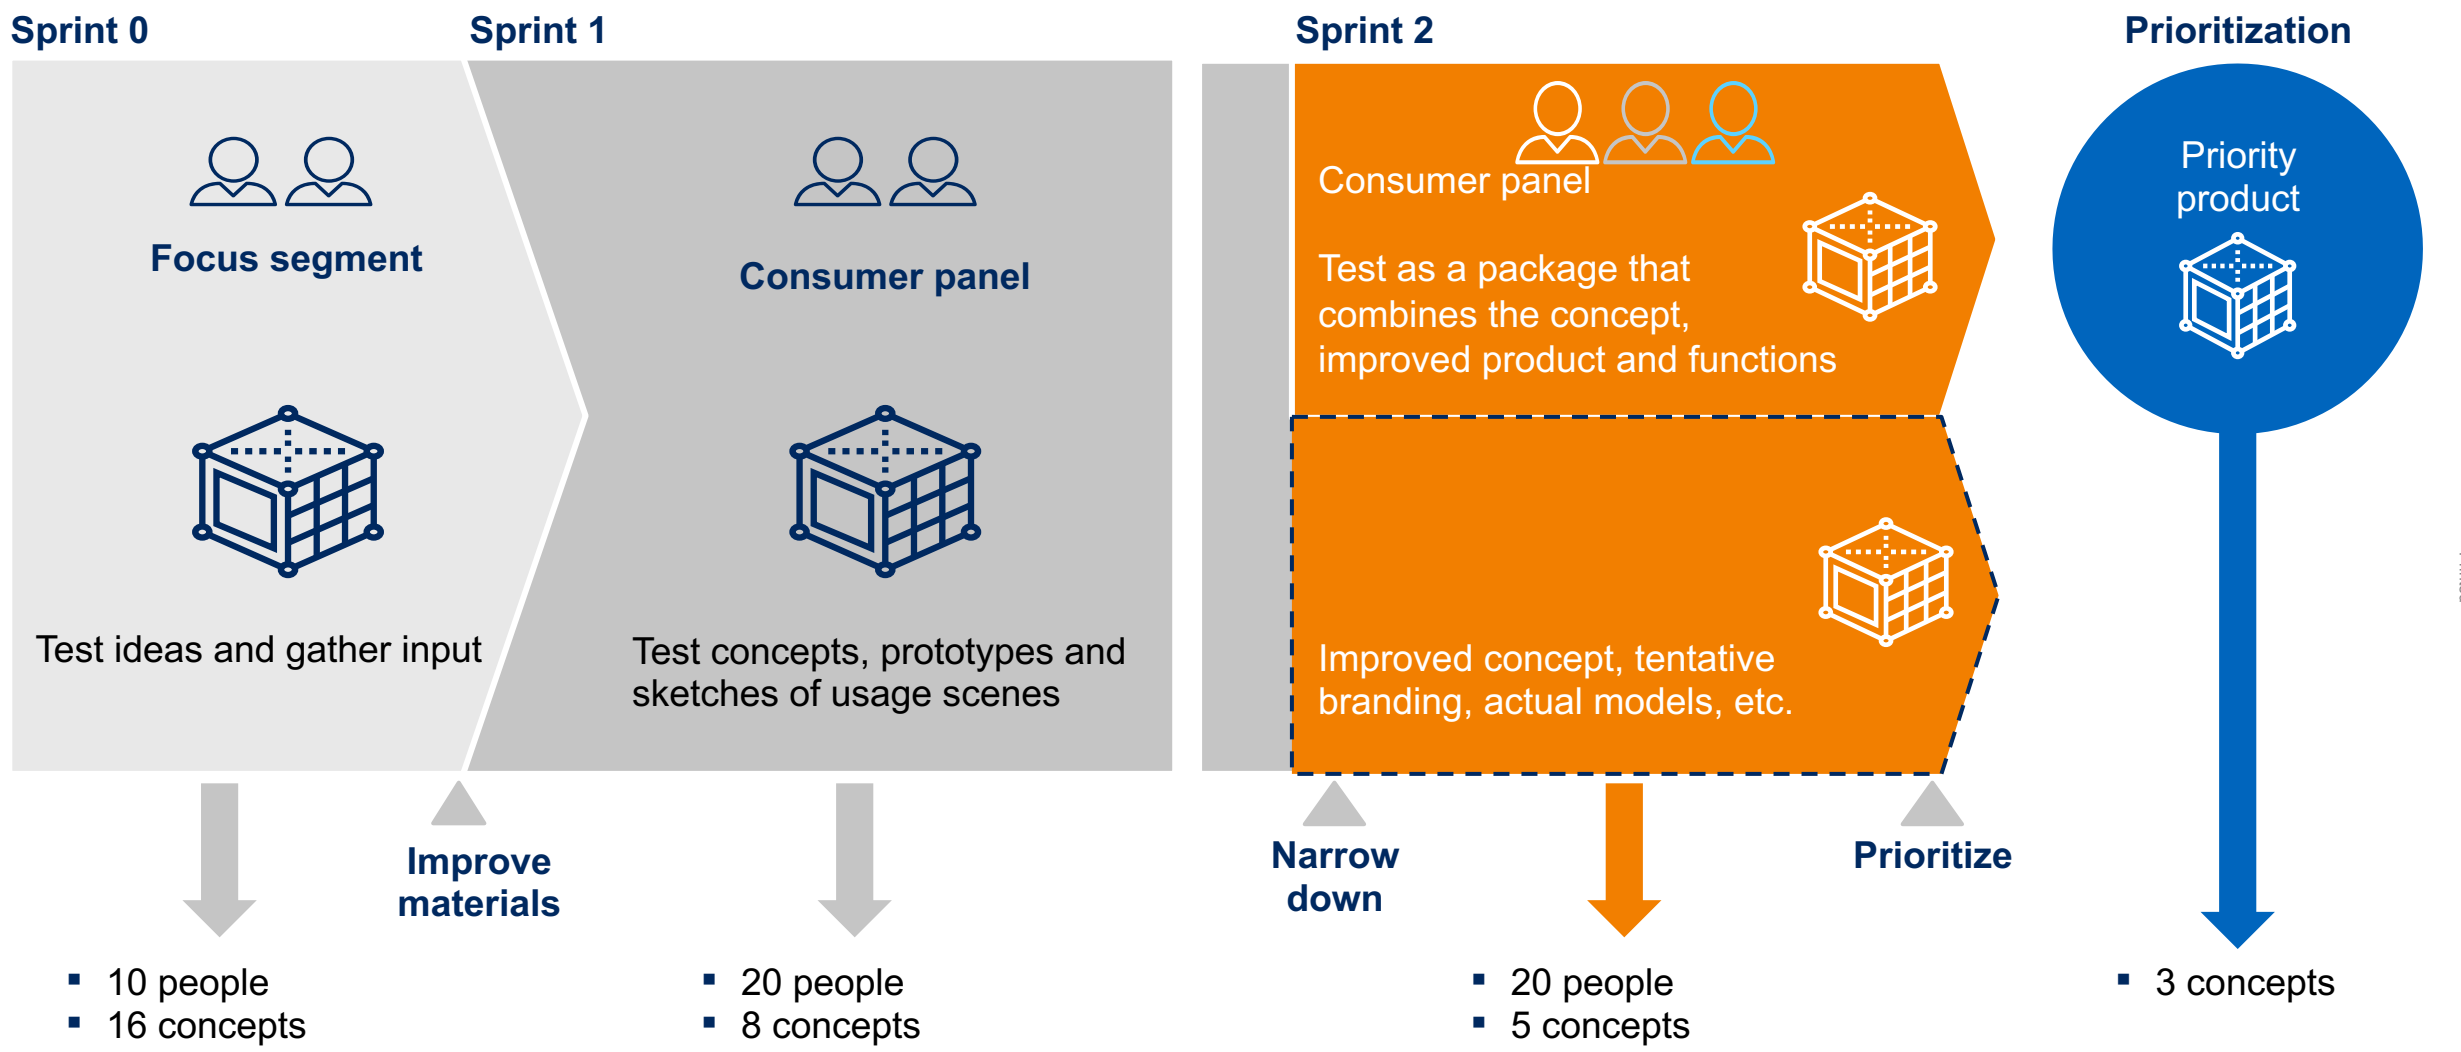 Sprint 0
Sprint 1
Sprint 2
Prioritization
Focus segment
Test ideas and gather input
Consumer panel
Test concepts, prototypes and
sketches of usage scenes
Consumer panel
Test as a package that
combines the concept,
improved product and functions
Improved concept, tentative
branding, actual models, etc.
Priority
product
Improve
materials
Narrow
down
Prioritize
▪ 10 people
▪ 16 concepts
▪ 20 people
▪ 8 concepts
▪ 20 people
▪ 5 concepts
▪ 3 concepts